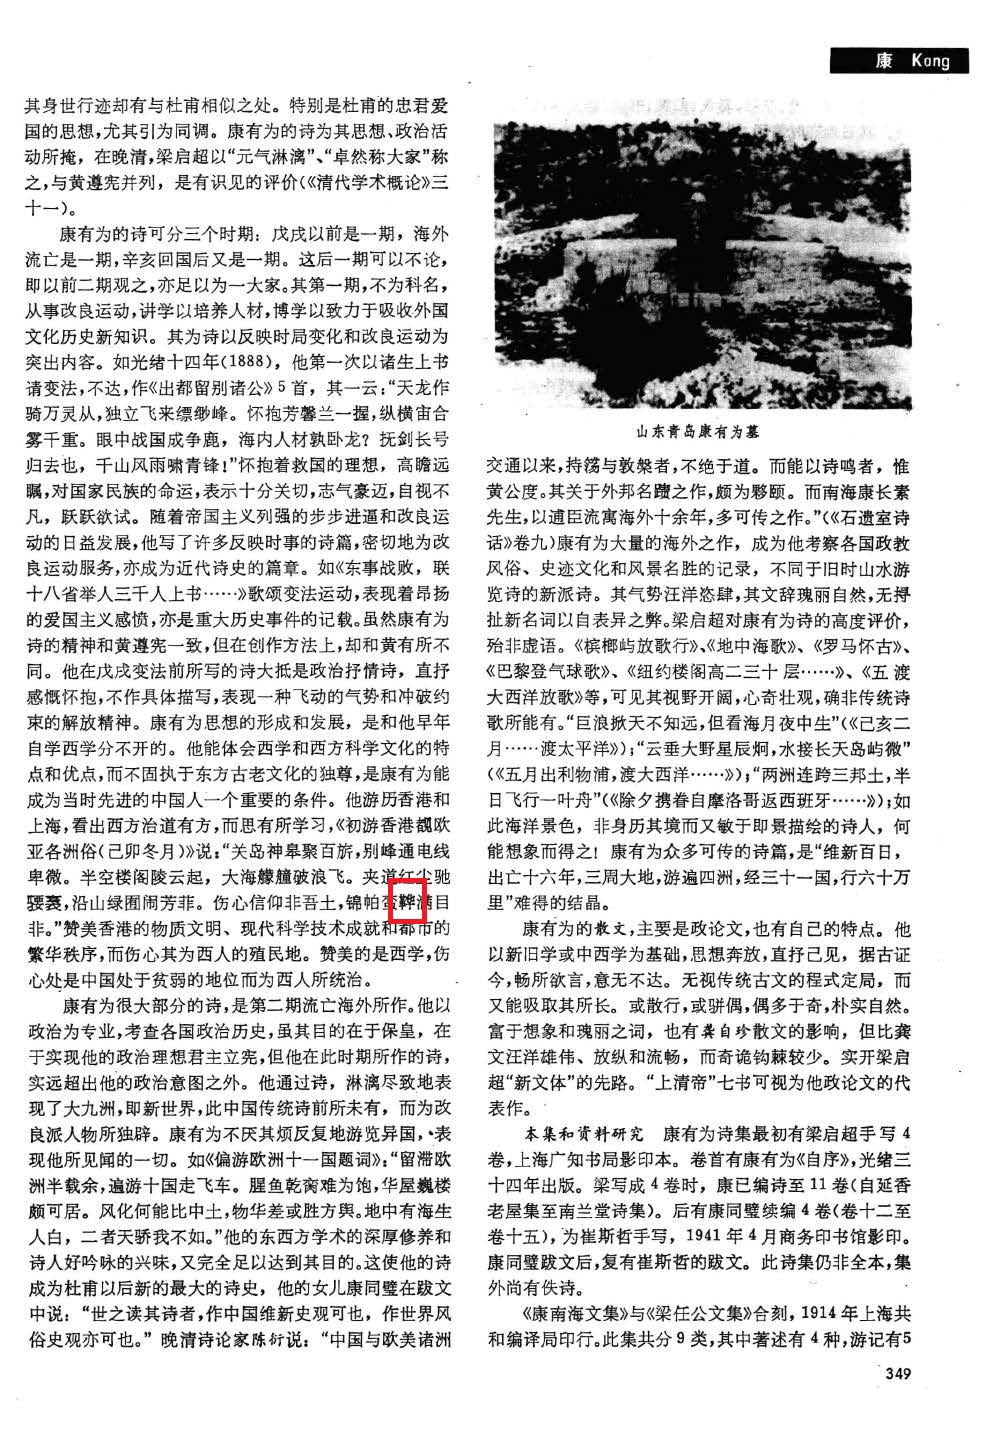 康 Kang
其身世行迹却有与杜甫相似之处。特别是杜甫的忠君爱
国的思想,尤其引为同调。康有为的诗为其思想、政治活
动所掩，在晚清,梁启超以“元气淋漓”、“卓然称大家”称
之,与黄遵宪并列，是有识见的评价(《清代学术概论》三
十一)。
康有为的诗可分三个时期：戊戌以前是一期，海外
流亡是一期,辛亥回国后又是一期。这后一期可以不论，
即以前二期观之,亦足以为一大家。其第一期,不为科名，
从事改良运动,讲学以培养人材,博学以致力于吸收外国
文化历史新知识。其为诗以反映时局变化和改良运动为
突出内容。如光绪十四年(1888)，他第一次以诸生上书
请变法,不达,作《出都留别诸公》5首，其一云：“天龙作
骑万灵从,独立飞来缥缈峰。怀抱芳馨兰一握,纵横宙合
雾千重。眼中战国成争鹿，海内人材孰卧龙？抚剑长号
归去也，千山风雨啸青锋！”怀抱着救国的理想，高瞻远
瞩,对国家民族的命运,表示十分关切,志气豪迈,自视不
凡，跃跃欲试。随着帝国主义列强的步步进逼和改良运
动的日益发展,他写了许多反映时事的诗篇,密切地为改
良运动服务,亦成为近代诗史的篇章。如《东事战败，联
十八省举人三千人上书……》歌颂变法运动,表现着昂扬
的爱国主义感愤,亦是重大历史事件的记载。虽然康有为
诗的精神和黄遵宪一致,但在创作方法上,却和黄有所不
同。他在戊戌变法前所写的诗大抵是政治抒情诗，直抒
感慨怀抱,不作具体描写,表现一种飞动的气势和冲破约
束的解放精神。康有为思想的形成和发展，是和他早年
自学西学分不开的。他能体会西学和西方科学文化的特
点和优点,而不固执于东方古老文化的独尊,是康有为能
成为当时先进的中国人一个重要的条件。他游历香港和
上海,看出西方治道有方,而思有所学习,《初游香港觀欧
亚各洲俗(己卯冬月)》说：“关岛神皋聚百旂,别峰通电线
卑微。半空楼阁陵云起，大海艨艟破浪飞。夹道红尘驰
騕褭,沿山绿囿闹芳菲。伤心信仰非吾土,锦帕蛮鞾满目
非。”赞美香港的物质文明、现代科学技术成就和都市的
繁华秩序,而伤心其为西人的殖民地。赞美的是西学,伤
心处是中国处于贫弱的地位而为西人所统治。
康有为很大部分的诗,是第二期流亡海外所作。他以
政治为专业,考查各国政治历史,虽其目的在于保皇，在
于实现他的政治理想君主立宪,但他在此时期所作的诗，
实远超出他的政治意图之外。他通过诗，淋漓尽致地表
现了大九洲,即新世界,此中国传统诗前所未有，而为改
良派人物所独辟。康有为不厌其烦反复地游览异国，表
现他所见闻的一切。如《偏游欧洲十一国题词》：“留滞欧
洲半载余,遍游十国走飞车。腥鱼乾脔难为饱,华屋巍楼
颇可居。风化何能比中土,物华差或胜方舆。地中有海生
人白，二者天骄我不如。”他的东西方学术的深厚修养和
诗人好吟咏的兴味,又完全足以达到其目的。这使他的诗
成为杜甫以后新的最大的诗史，他的女儿康同璧在跋文
中说：“世之读其诗者,作中国维新史观可也，作世界风
俗史观亦可也。”晚清诗论家陈衍说：“中国与欧美诸洲
山东青岛康有为墓
交通以来,持簜与敦槃者,不绝于道。而能以诗鸣者，惟
黄公度。其关于外邦名蹟之作,颇为夥颐。而南海康长素
先生,以逋臣流寓海外十余年,多可传之作。”(《石遗室诗
话》卷九)康有为大量的海外之作，成为他考察各国政教
风俗、史迹文化和风景名胜的记录，不同于旧时山水游
览诗的新派诗。其气势汪洋恣肆,其文辞瑰丽自然,无挦
扯新名词以自表异之弊。梁启超对康有为诗的高度评价，
殆非虚语。《槟榔屿放歌行》、《地中海歌》、《罗马怀古》、
《巴黎登气球歌》、《纽约楼阁高二三十层……》、《五渡
大西洋放歌》等,可见其视野开阔,心奇壮观,确非传统诗
歌所能有。“巨浪掀天不知远,但看海月夜中生”(《己亥二
月……渡太平洋》)；“云垂大野星辰炯,水接长天岛屿微”
(《五月出利物浦,渡大西洋……》)；“两洲连跨三邦土,半
日飞行一叶舟”(《除夕携眷自摩洛哥返西班牙……》)；如
此海洋景色，非身历其境而又敏于即景描绘的诗人，何
能想象而得之！康有为众多可传的诗篇,是“维新百日，
出亡十六年,三周大地,游遍四洲,经三十一国,行六十万
里”难得的结晶。
康有为的散文,主要是政论文,也有自己的特点。他
以新旧学或中西学为基础,思想奔放,直抒己见，据古证
今,畅所欲言,意无不达。无视传统古文的程式定局，而
又能吸取其所长。或散行,或骈偶,偶多于奇,朴实自然。
富于想象和瑰丽之词，也有龚自珍散文的影响，但比龚
文汪洋雄伟、放纵和流畅，而奇诡钩棘较少。实开梁启
超“新文体”的先路。“上清帝”七书可视为他政论文的代
表作。
本集和资料研究 康有为诗集最初有梁启超手写4
卷,上海广知书局影印本。卷首有康有为《自序》,光绪三
十四年出版。梁写成4卷时，康已编诗至11卷(自延香
老屋集至南兰堂诗集)。后有康同璧续编4卷(卷十二至
卷十五),为崔斯哲手写，1941年4月商务印书馆影印。
康同璧跋文后,复有崔斯哲的跋文。此诗集仍非全本,集
外尚有佚诗。
《康南海文集》与《梁任公文集》合刻，1914年上海共
和编译局印行。此集共分9类,其中著述有4种,游记有5
349